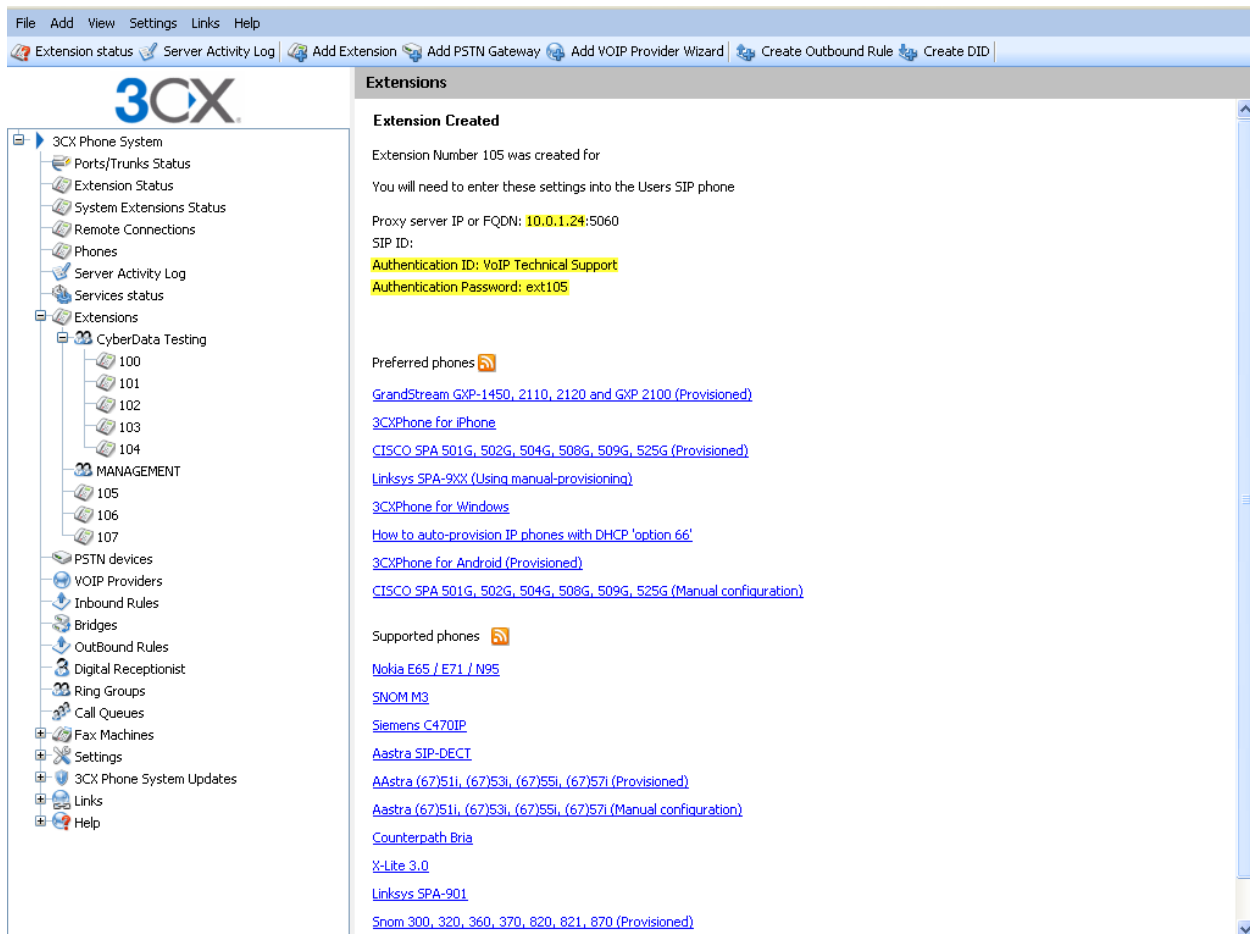 File Add View Settings Links Help
Extension status Server Activity Log Add Extension Add PSTN Gateway Add VOIP Provider Wizard Create Outbound Rule Create DID
3CX
3CX Phone System
Ports/Trunks Status
Extension Status
System Extensions Status
Remote Connections
Phones
Server Activity Log
Services status
Extensions
CyberData Testing
100
101
102
103
104
MANAGEMENT
105
106
107
PSTN devices
VOIP Providers
Inbound Rules
Bridges
OutBound Rules
Digital Receptionist
Ring Groups
Call Queues
Fax Machines
Settings
3CX Phone System Updates
Links
Help
Extensions
Extension Created
Extension Number 105 was created for
You will need to enter these settings into the Users SIP phone
Proxy server IP or FQDN: 10.0.1.24:5060
SIP ID:
Authentication ID: VoIP Technical Support
Authentication Password: ext105
Preferred phones
GrandStream GXP-1450, 2110, 2120 and GXP 2100 (Provisioned)
3CXPhone for iPhone
CISCO SPA 501G, 502G, 504G, 508G, 509G, 525G (Provisioned)
Linksys SPA-9XX (Using manual-provisioning)
3CXPhone for Windows
How to auto-provision IP phones with DHCP 'option 66'
3CXPhone for Android (Provisioned)
CISCO SPA 501G, 502G, 504G, 508G, 509G, 525G (Manual configuration)
Supported phones
Nokia E65 / E71 / N95
SNOM M3
Siemens C470IP
Aastra SIP-DECT
AAstra (67)51i, (67)53i, (67)55i, (67)57i (Provisioned)
Aastra (67)51i, (67)53i, (67)55i, (67)57i (Manual configuration)
Counterpath Bria
X-Lite 3.0
Linksys SPA-901
Snom 300, 320, 360, 370, 820, 821, 870 (Provisioned)